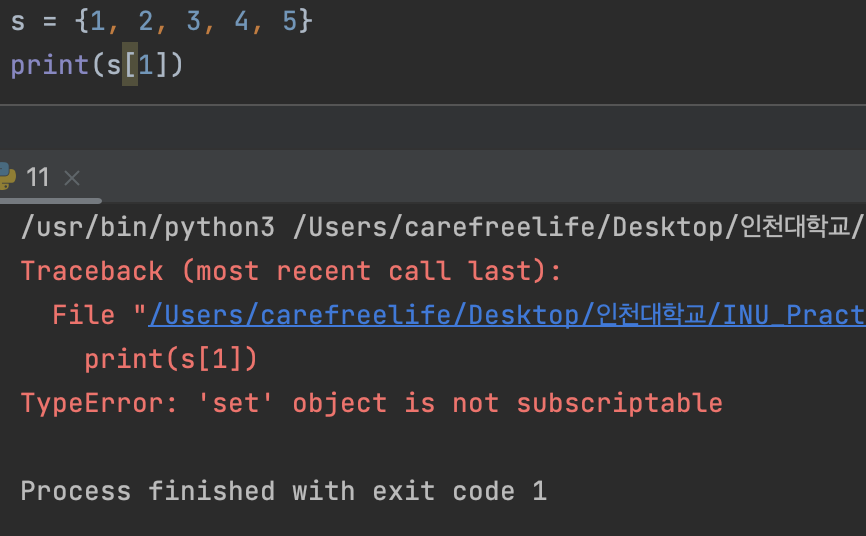 s = {1, 2, 3, 4, 5}
print(s[1])
11
/usr/bin/python3 /Users/carefreelife/Desktop/인천대학교/
Traceback (most recent call last):
  File "/Users/carefreelife/Desktop/인천대학교/INU_Pract
    print(s[1])
TypeError: 'set' object is not subscriptable
Process finished with exit code 1